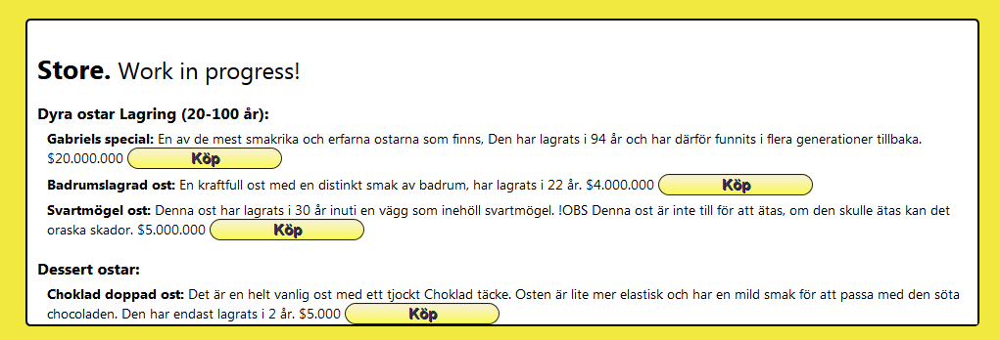 Store. Work in progress!
Dyra ostar Lagring (20-100 år):
Gabriels special: En av de mest smakrika och erfarna ostarna som finns, Den har lagrats i 94 år och har därför funnits i flera generationer tillbaka.
$20.000.000 Köp
Badrumslagrad ost: En kraftfull ost med en distinkt smak av badrum, har lagrats i 22 år. $4.000.000 Köp
Svartmögel ost: Denna ost har lagrats i 30 år inuti en vägg som inehöll svartmögel. !OBS Denna ost är inte till för att ätas, om den skulle ätas kan det
oraska skador. $5.000.000 Köp
Dessert ostar:
Choklad doppad ost: Det är en helt vanlig ost med ett tjockt Choklad täcke. Osten är lite mer elastisk och har en mild smak för att passa med den söta
chocoladen. Den har endast lagrats i 2 år. $5.000 Köp